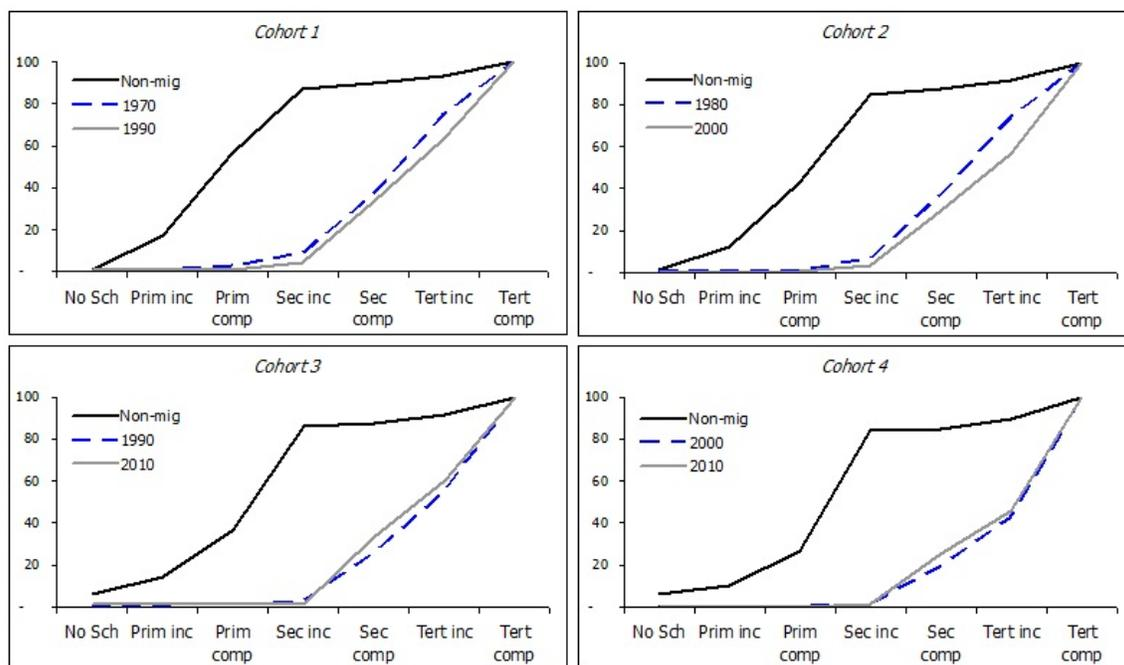 Cohort 1
100
80
60
40
20
-
Non-mig
1970
1990
No Sch Prim inc Prim comp Sec inc Sec comp Tert inc Tert comp
Cohort 2
100
80
60
40
20
-
Non-mig
1980
2000
No Sch Prim inc Prim comp Sec inc Sec comp Tert inc Tert comp
Cohort 3
100
80
60
40
20
-
Non-mig
1990
2010
No Sch Prim inc Prim comp Sec inc Sec comp Tert inc Tert comp
Cohort 4
100
80
60
40
20
-
Non-mig
2000
2010
No Sch Prim inc Prim comp Sec inc Sec comp Tert inc Tert comp